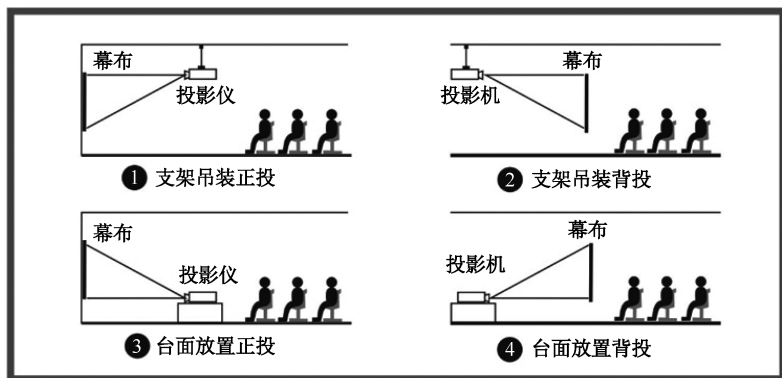 幕布
投影仪
❶ 支架吊装正投
幕布
投影机
❷ 支架吊装背投
幕布
投影仪
❸ 台面放置正投
幕布
投影机
❹ 台面放置背投